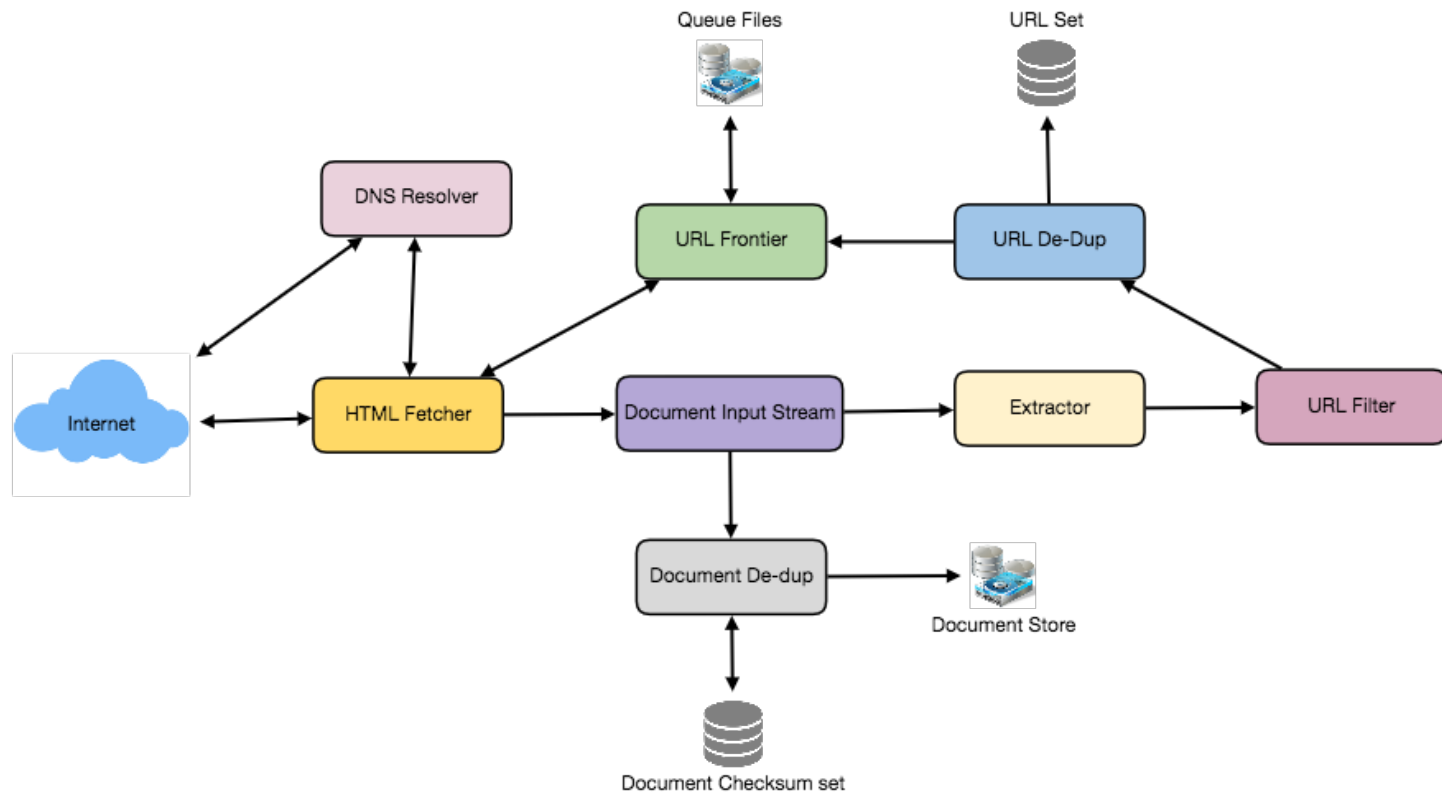 Queue Files
URL Set
DNS Resolver
URL Frontier
URL De-Dup
Internet
HTML Fetcher
Document Input Stream
Extractor
URL Filter
Document De-dup
Document Store
Document Checksum set